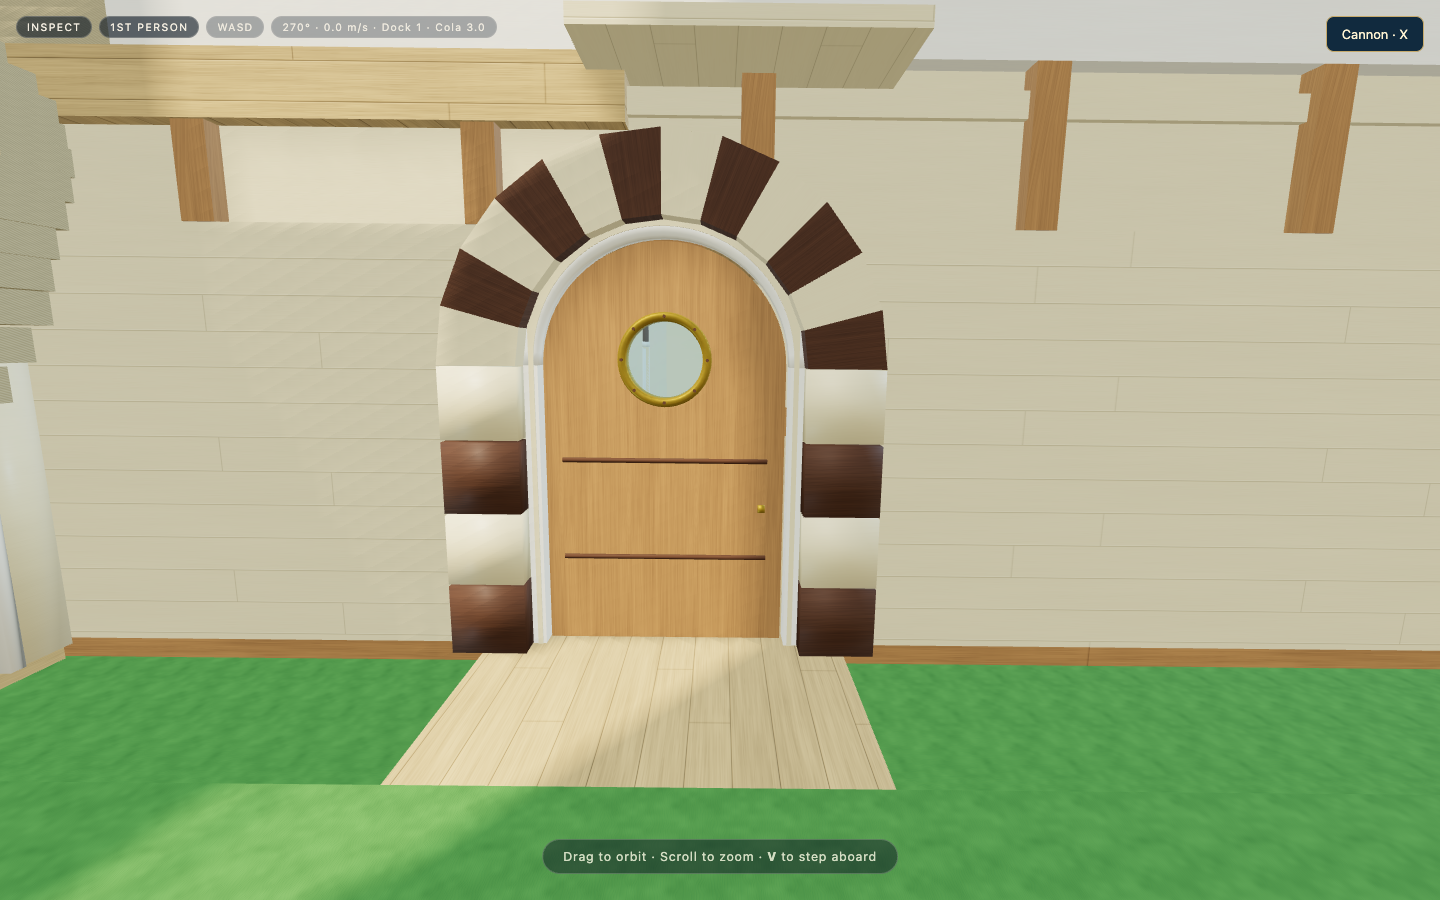 INSPECT
1ST PERSON
WASD
270° · 0.0 m/s · Dock 1 · Cola 3.0
Cannon · X
Drag to orbit · Scroll to zoom · V to step aboard